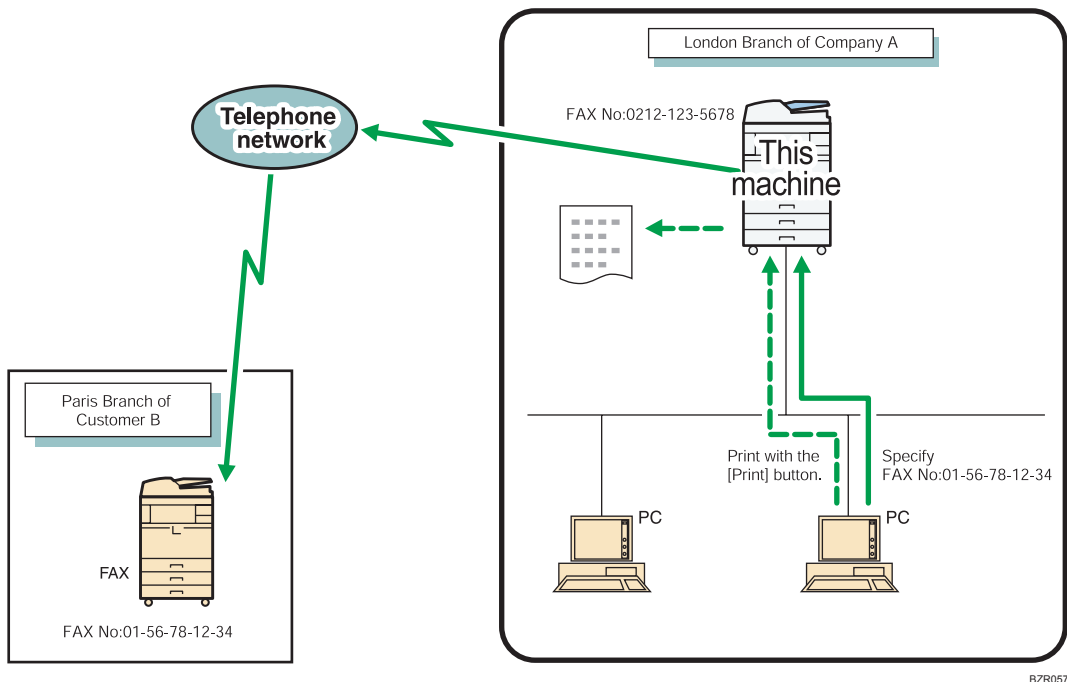 London Branch of Company A
FAX No:0212-123-5678
Telephone
network
This
machine
Paris Branch of
Customer B
Print with the
[Print] button.
Specify
FAX No:01-56-78-12-34
PC
PC
FAX
FAX No:01-56-78-12-34
BZR057